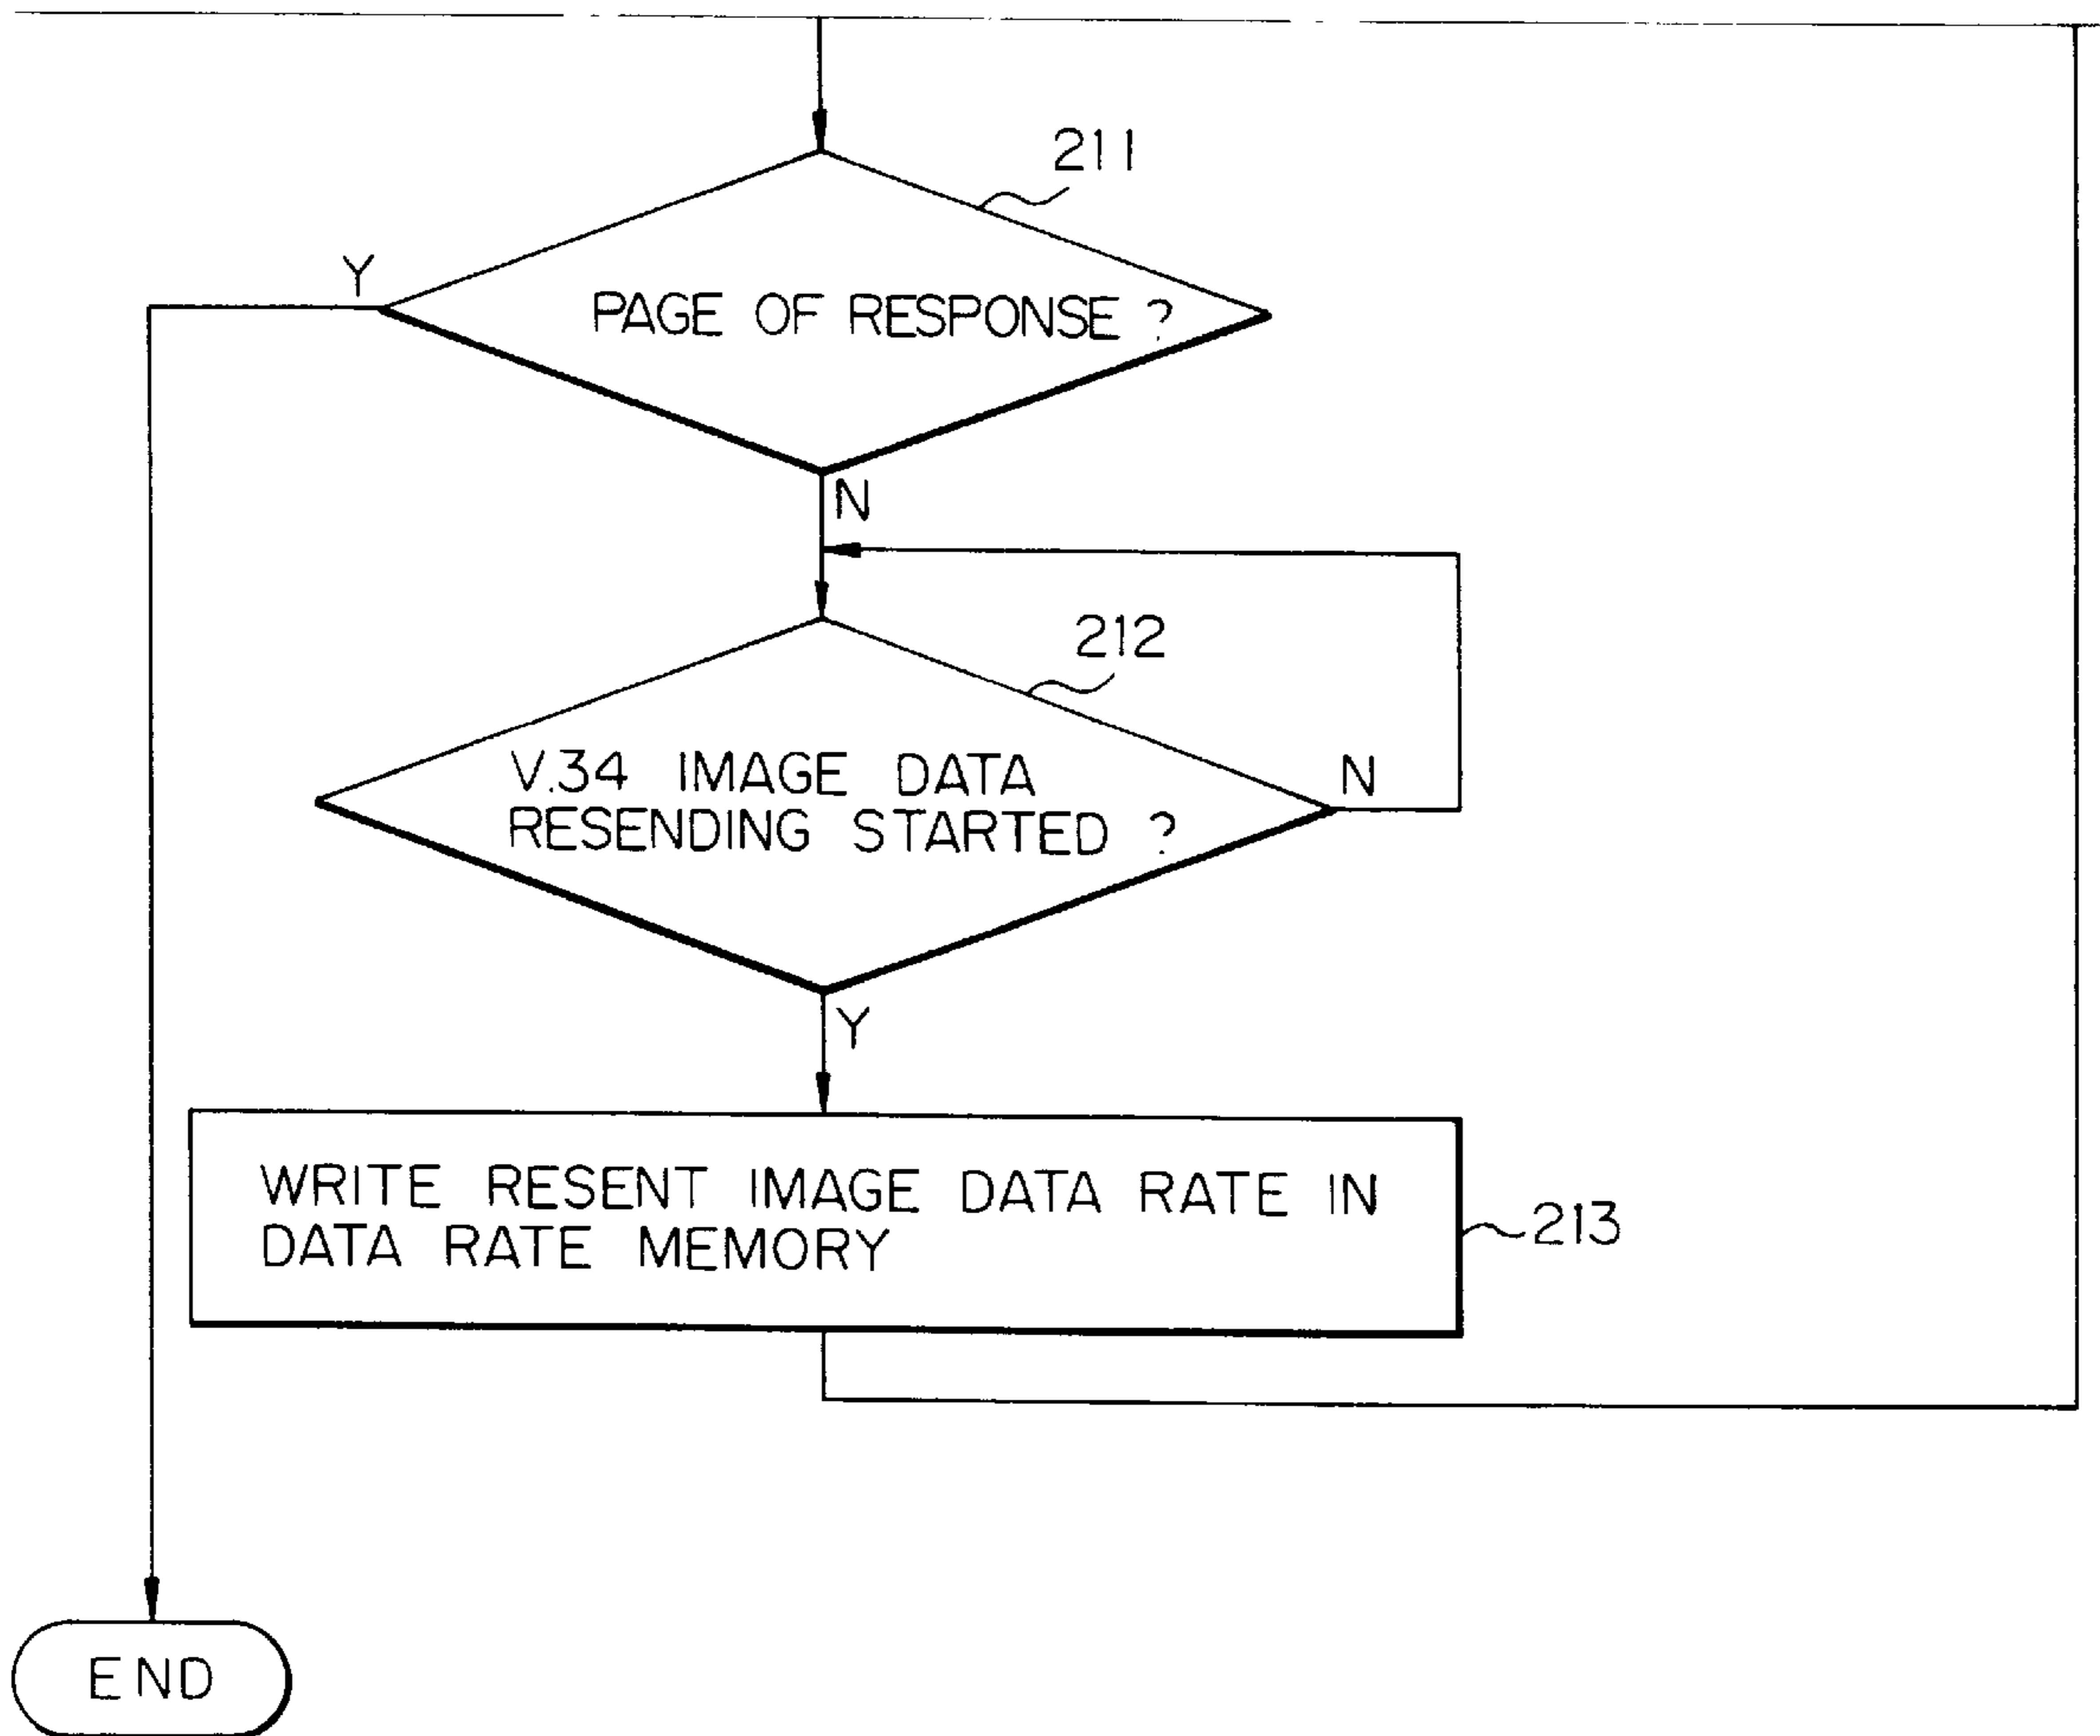 211
Y
PAGE OF RESPONSE ?
N
212
V.34 IMAGE DATA
RESENDING STARTED ?
N
Y
WRITE RESENT IMAGE DATA RATE IN
DATA RATE MEMORY
213
END